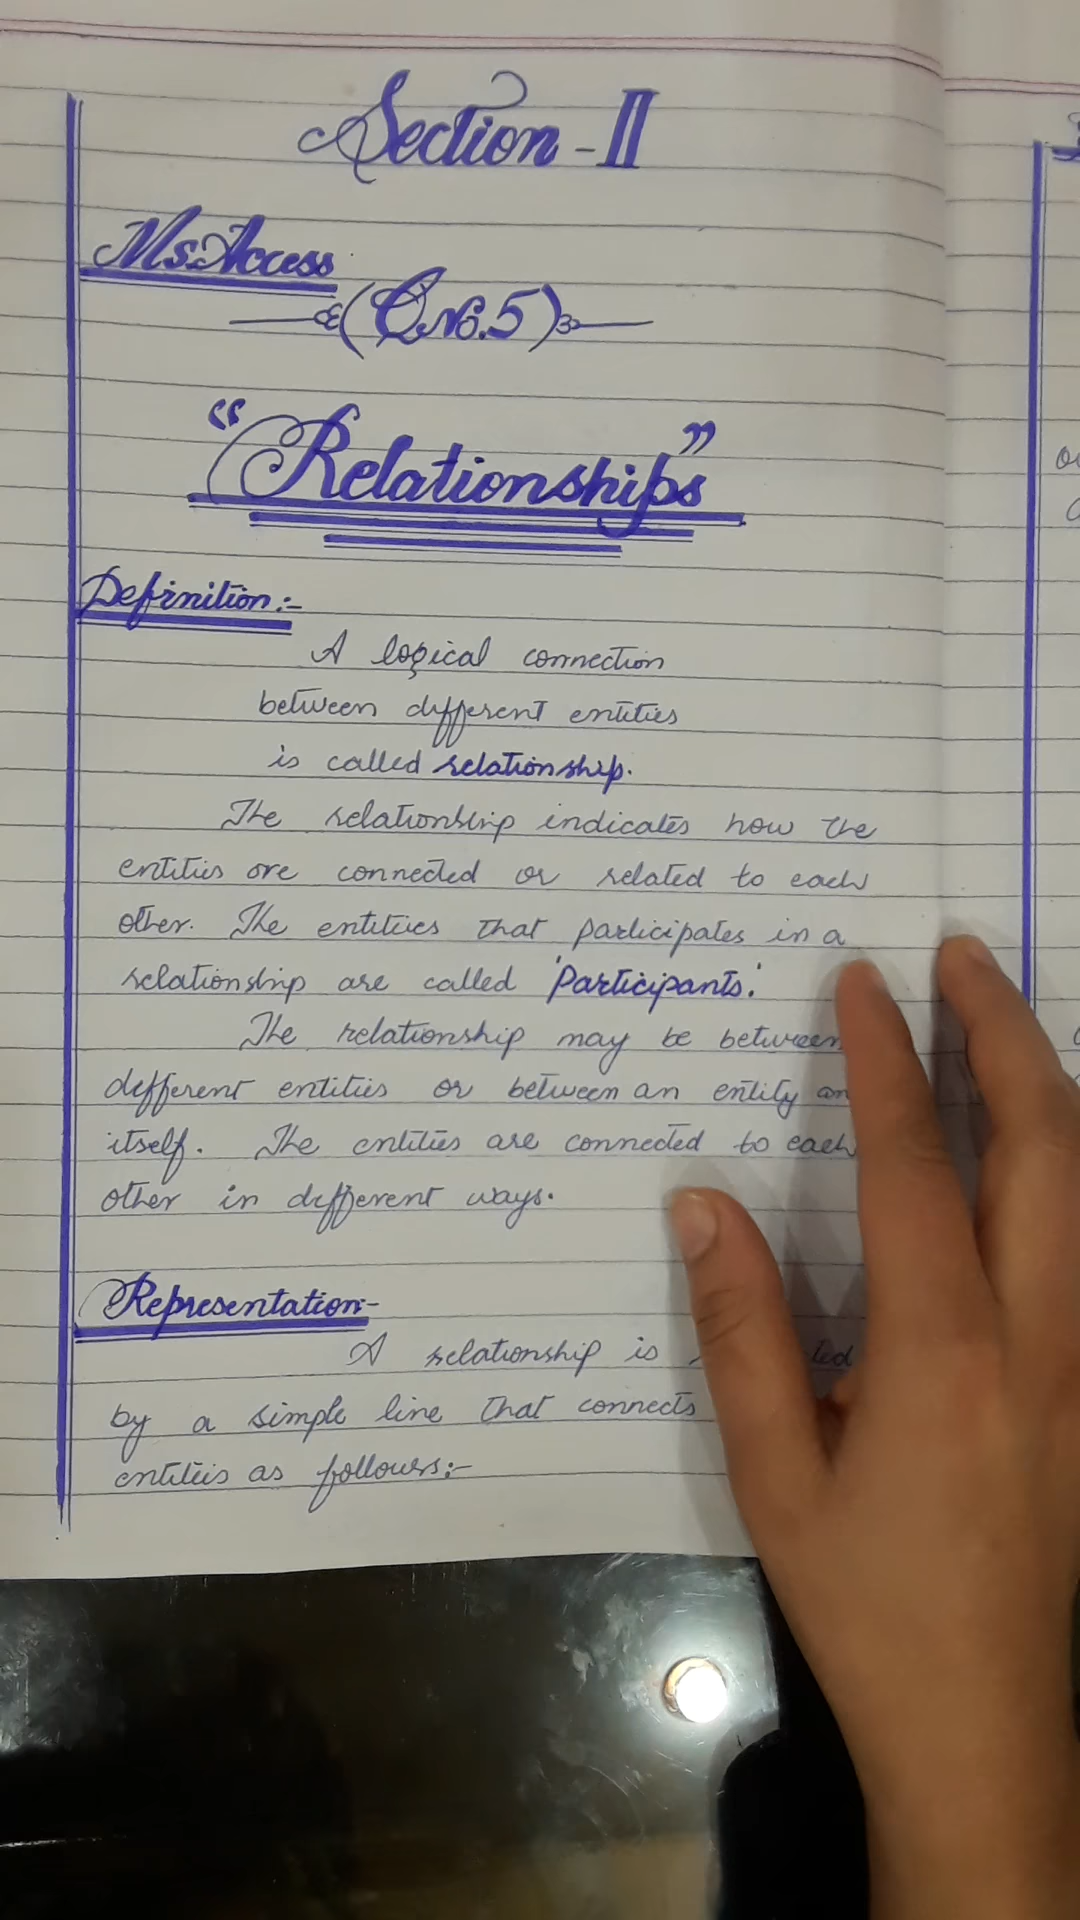 Section - II
Ms.Access
(Q No. 5)
"Relationships"
Definition:-
A logical connection
between different entities
is called relationship.
The relationship indicates how the
entities are connected or related to each
other. The entities that participates in a
relationship are called 'Participants.'
The relationship may be between
different entities or between an entity
itself. The entities are connected to each
other in different ways.
Representation:-
A relationship is
by a simple line that connects
entities as follows:-